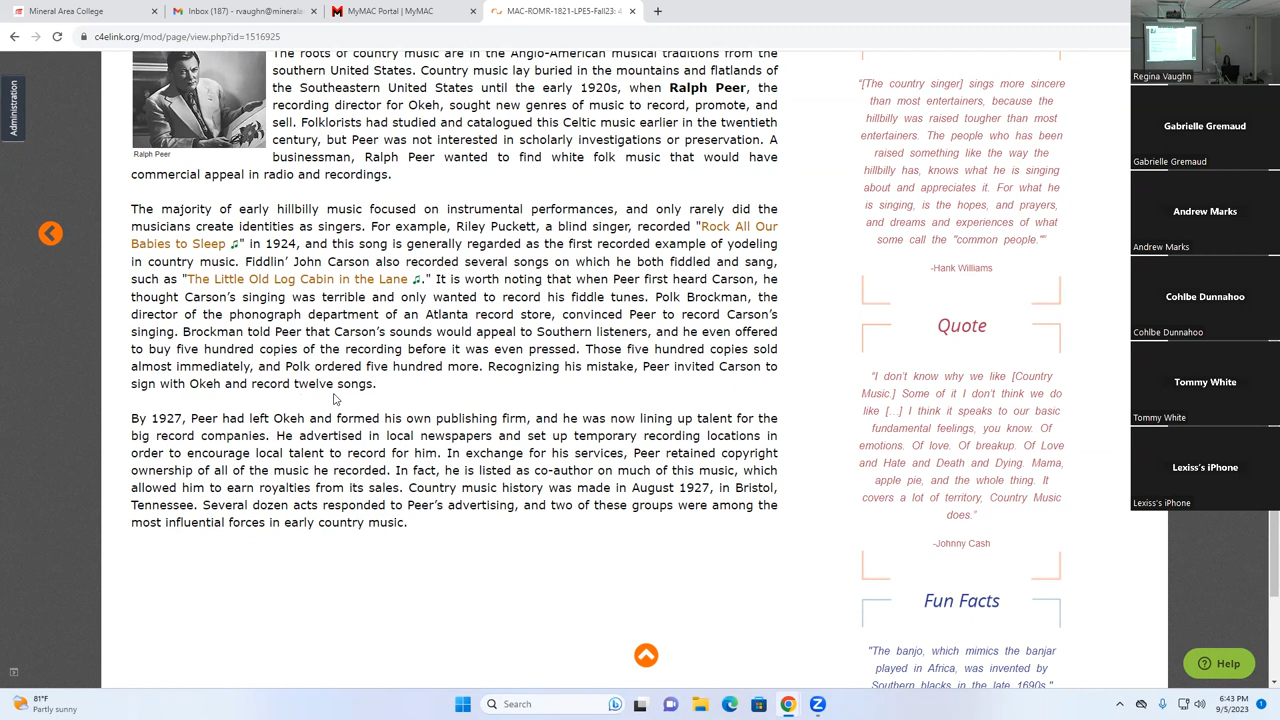 Mineral Area College
Inbox (187) - rvaughn@mineral
MyMAC Portal | MyMAC
MAC-ROMR-1821-LPE5-Fall23: 4
c4elink.org/mod/page/view.php?id=1516925
Administration
The roots of country music are in the Anglo-American musical traditions from the
southern United States. Country music lay buried in the mountains and flatlands of
the Southeastern United States until the early 1920s, when Ralph Peer, the
recording director for Okeh, sought new genres of music to record, promote, and
sell. Folklorists had studied and catalogued this Celtic music earlier in the twentieth
century, but Peer was not interested in scholarly investigations or preservation. A
businessman, Ralph Peer wanted to find white folk music that would have
commercial appeal in radio and recordings.
Ralph Peer
The majority of early hillbilly music focused on instrumental performances, and only rarely did the
musicians create identities as singers. For example, Riley Puckett, a blind singer, recorded "Rock All Our
Babies to Sleep ♫" in 1924, and this song is generally regarded as the first recorded example of yodeling
in country music. Fiddlin' John Carson also recorded several songs on which he both fiddled and sang,
such as "The Little Old Log Cabin in the Lane ♫." It is worth noting that when Peer first heard Carson, he
thought Carson's singing was terrible and only wanted to record his fiddle tunes. Polk Brockman, the
director of the phonograph department of an Atlanta record store, convinced Peer to record Carson's
singing. Brockman told Peer that Carson's sounds would appeal to Southern listeners, and he even offered
to buy five hundred copies of the recording before it was even pressed. Those five hundred copies sold
almost immediately, and Polk ordered five hundred more. Recognizing his mistake, Peer invited Carson to
sign with Okeh and record twelve songs.
By 1927, Peer had left Okeh and formed his own publishing firm, and he was now lining up talent for the
big record companies. He advertised in local newspapers and set up temporary recording locations in
order to encourage local talent to record for him. In exchange for his services, Peer retained copyright
ownership of all of the music he recorded. In fact, he is listed as co-author on much of this music, which
allowed him to earn royalties from its sales. Country music history was made in August 1927, in Bristol,
Tennessee. Several dozen acts responded to Peer's advertising, and two of these groups were among the
most influential forces in early country music.
"[The country singer] sings more sincere
than most entertainers, because the
hillbilly was raised tougher than most
entertainers. The people who has been
raised something like the way the
hillbilly has, knows what he is singing
about and appreciates it. For what he
is singing, is the hopes, and prayers,
and dreams and experiences of what
some call the "common people.""
-Hank Williams
Quote
"I don't know why we like [Country
Music.] Some of it I don't think we do
like [...] I think it speaks to our basic
fundamental feelings, you know. Of
emotions. Of love. Of breakup. Of Love
and Hate and Death and Dying. Mama,
apple pie, and the whole thing. It
covers a lot of territory, Country Music
does."
-Johnny Cash
Fun Facts
"The banjo, which mimics the banjar
played in Africa, was invented by
Southern blacks in the late 1690s."
Regina Vaughn
Gabrielle Gremaud
Gabrielle Gremaud
Andrew Marks
Andrew Marks
Cohlbe Dunnahoo
Cohlbe Dunnahoo
Tommy White
Tommy White
Lexiss's iPhone
Lexiss's iPhone
Help
81°F
Partly sunny
Search
6:43 PM
9/5/2023